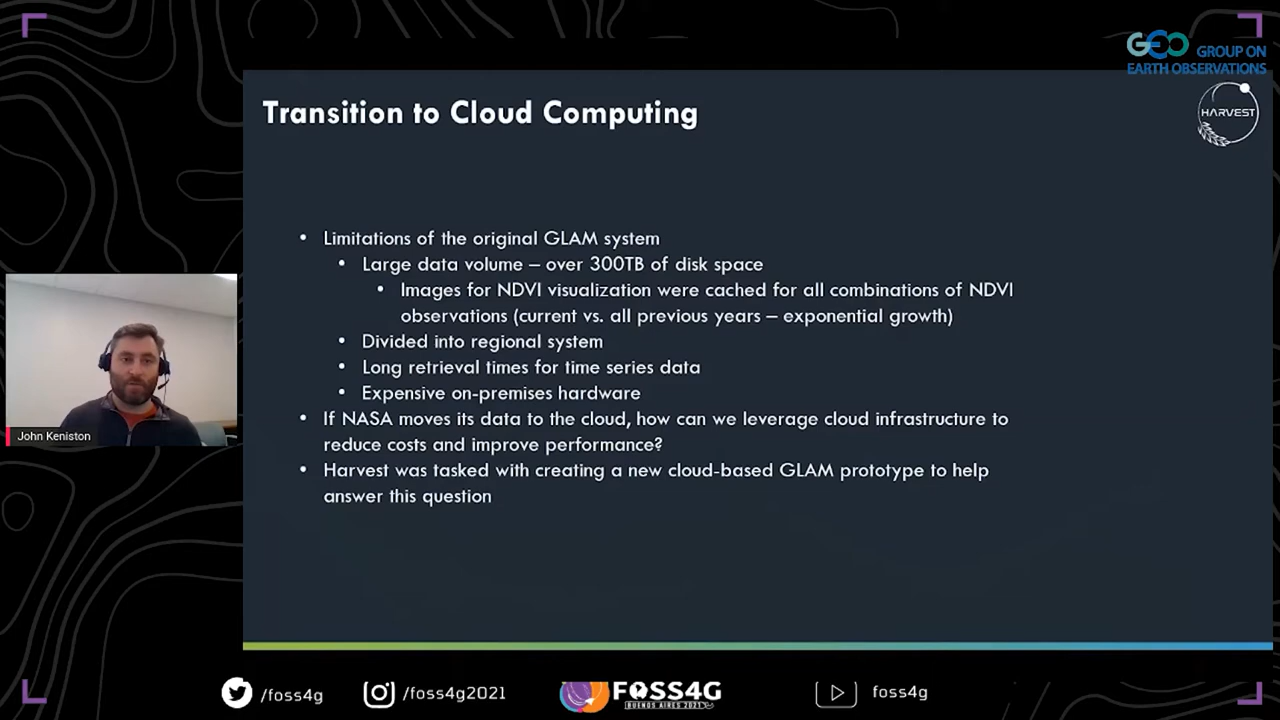 GEO GROUP ON
EARTH OBSERVATIONS
HARVEST
Transition to Cloud Computing
• Limitations of the original GLAM system
• Large data volume – over 300TB of disk space
• Images for NDVI visualization were cached for all combinations of NDVI
observations (current vs. all previous years – exponential growth)
• Divided into regional system
• Long retrieval times for time series data
• Expensive on-premises hardware
• If NASA moves its data to the cloud, how can we leverage cloud infrastructure to
reduce costs and improve performance?
• Harvest was tasked with creating a new cloud-based GLAM prototype to help
answer this question
John Keniston
/foss4g
/foss4g2021
FOSS4G
BUENOS AIRES 2021
foss4g